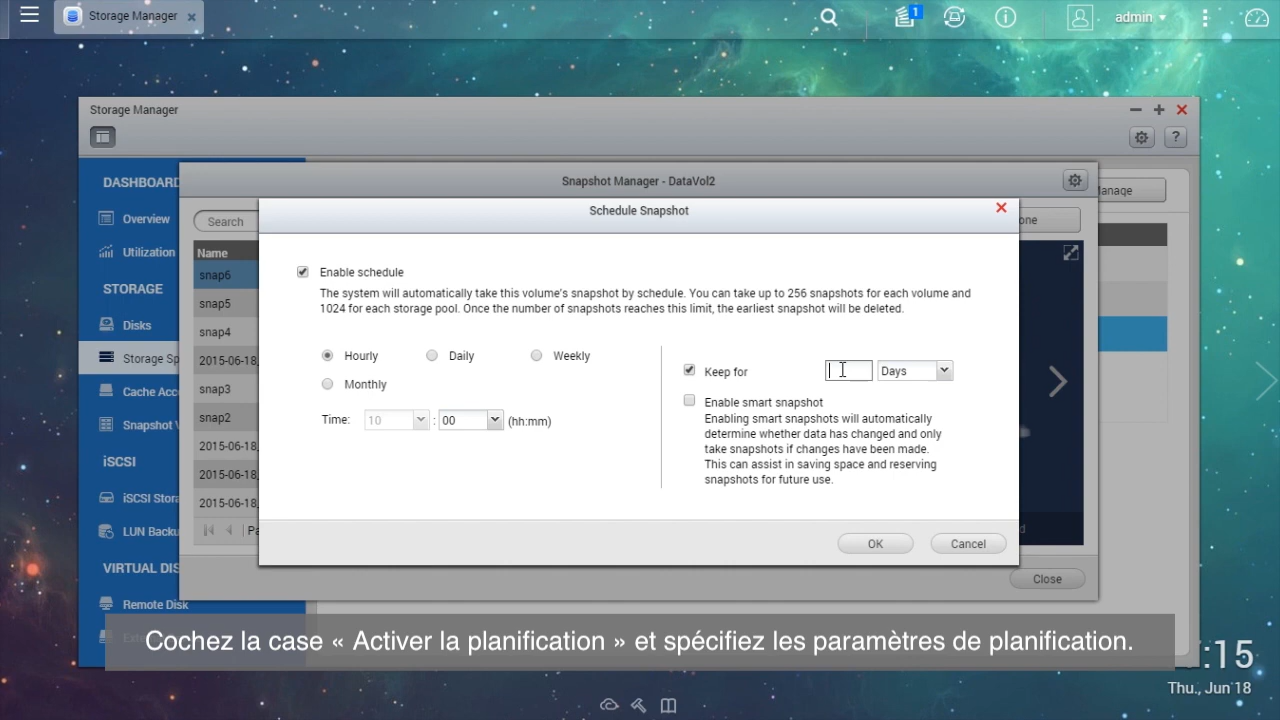 Storage Manager
1
admin
Storage Manager
DASHBOARD
Overview
Utilization
STORAGE
Disks
Storage Sp
Cache Acc
Snapshot V
iSCSI
iSCSI Stora
LUN Backu
VIRTUAL DIS
Remote Disk
Snapshot Manager - DataVol2
Manage
Search
one
Name
snap6
snap5
snap4
2015-06-18,
snap3
snap2
2015-06-18,
2015-06-18,
2015-06-18,
Pa
Close
Schedule Snapshot
Enable schedule
The system will automatically take this volume's snapshot by schedule. You can take up to 256 snapshots for each volume and
1024 for each storage pool. Once the number of snapshots reaches this limit, the earliest snapshot will be deleted.
Hourly Daily Weekly
Monthly
Time: 10 : 00 (hh:mm)
Keep for Days
Enable smart snapshot
Enabling smart snapshots will automatically
determine whether data has changed and only
take snapshots if changes have been made.
This can assist in saving space and reserving
snapshots for future use.
OK Cancel
Cochez la case « Activer la planification » et spécifiez les paramètres de planification.
:15
Thu., Jun 18